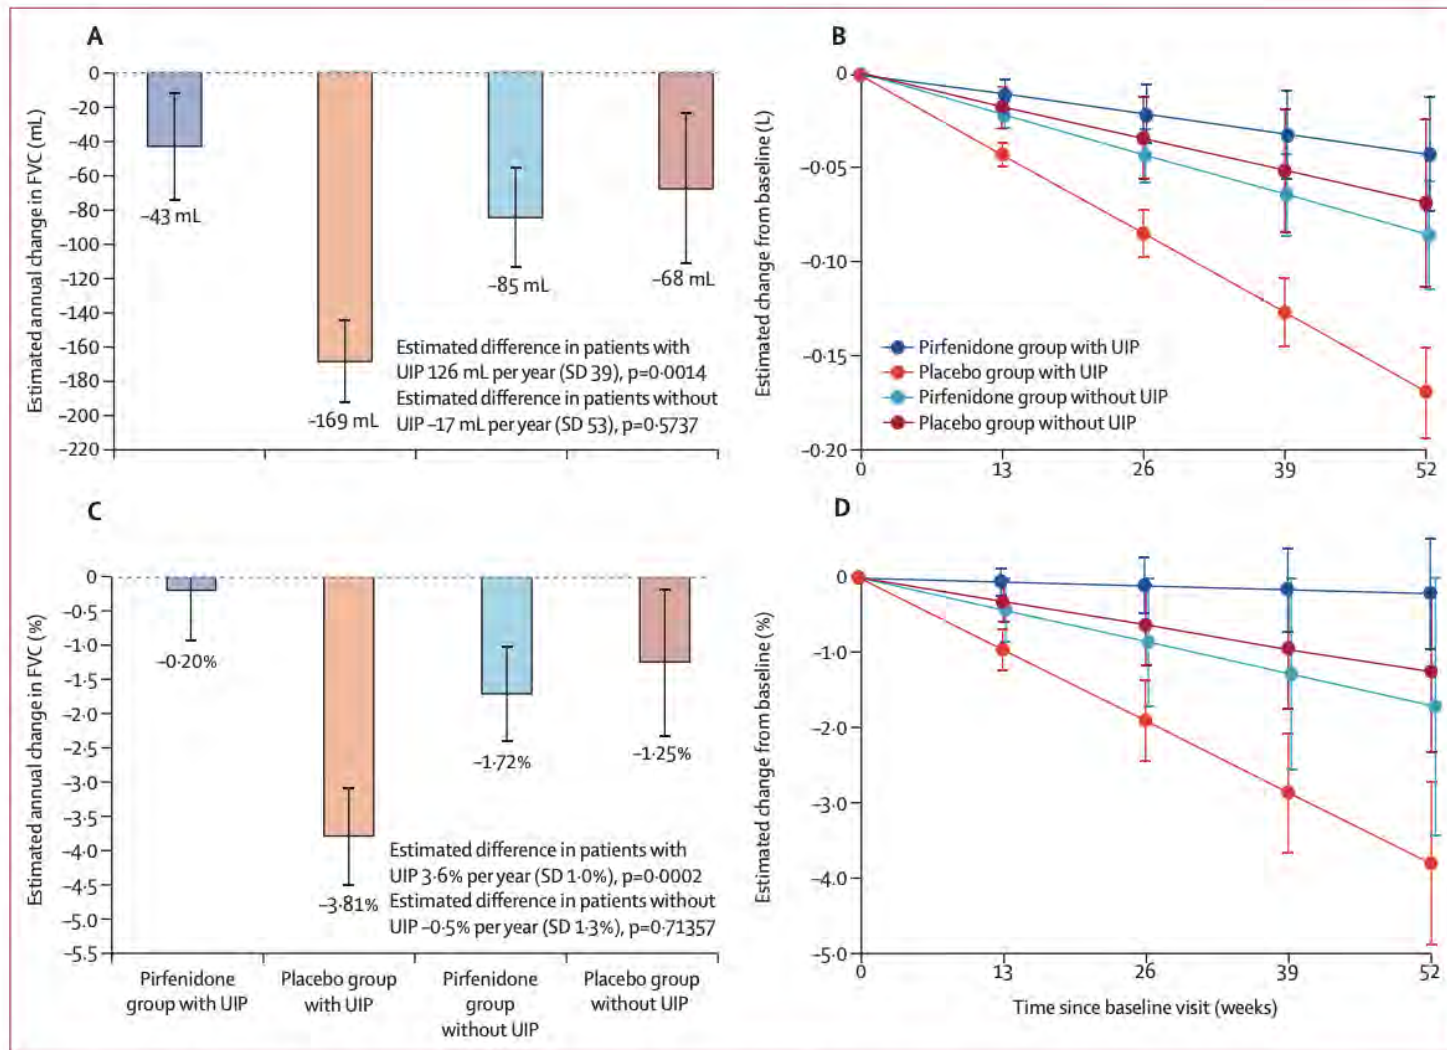 A
0
–20
–40
–60
–80
–100
–120
–140
–160
–180
–200
–220
Estimated annual change in FVC (mL)
–43 mL
–169 mL
–85 mL
–68 mL
Estimated difference in patients with
UIP 126 mL per year (SD 39), p=0·0014
Estimated difference in patients without
UIP –17 mL per year (SD 53), p=0·5737
B
0
–0·05
–0·10
–0·15
–0·20
Estimated change from baseline (L)
Pirfenidone group with UIP
Placebo group with UIP
Pirfenidone group without UIP
Placebo group without UIP
0
13
26
39
52
C
0
–0·5
–1·0
–1·5
–2·0
–2·5
–3·0
–3·5
–4·0
–4·5
–5·0
–5·5
Estimated annual change in FVC (%)
–0·20%
–3·81%
–1·72%
–1·25%
Estimated difference in patients with
UIP 3·6% per year (SD 1·0%), p=0·0002
Estimated difference in patients without
UIP –0·5% per year (SD 1·3%), p=0·71357
Pirfenidone
group with UIP
Placebo group
with UIP
Pirfenidone
group
without UIP
Placebo group
without UIP
D
0
–1·0
–2·0
–3·0
–4·0
–5·0
Estimated change from baseline (%)
0
13
26
39
52
Time since baseline visit (weeks)